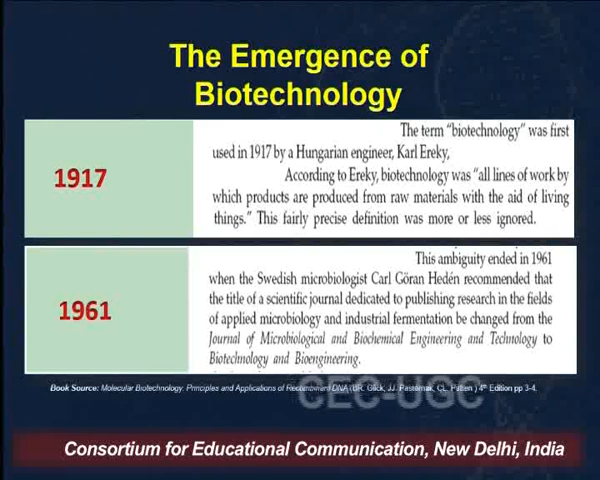 The Emergence of
Biotechnology
1917
The term “biotechnology” was first
used in 1917 by a Hungarian engineer, Karl Ereky,
According to Ereky, biotechnology was “all lines of work by
which products are produced from raw materials with the aid of living
things.” This fairly precise definition was more or less ignored.
1961
This ambiguity ended in 1961
when the Swedish microbiologist Carl Göran Hedén recommended that
the title of a scientific journal dedicated to publishing research in the fields
of applied microbiology and industrial fermentation be changed from the
Journal of Microbiological and Biochemical Engineering and Technology to
Biotechnology and Bioengineering.
Book Source: Molecular Biotechnology: Principles and Applications of Recombinant DNA (BR. Glick, JJ. Pasternak, CL. Patten ) 4th Edition pp 3-4.
CEC-UGC
Consortium for Educational Communication, New Delhi, India